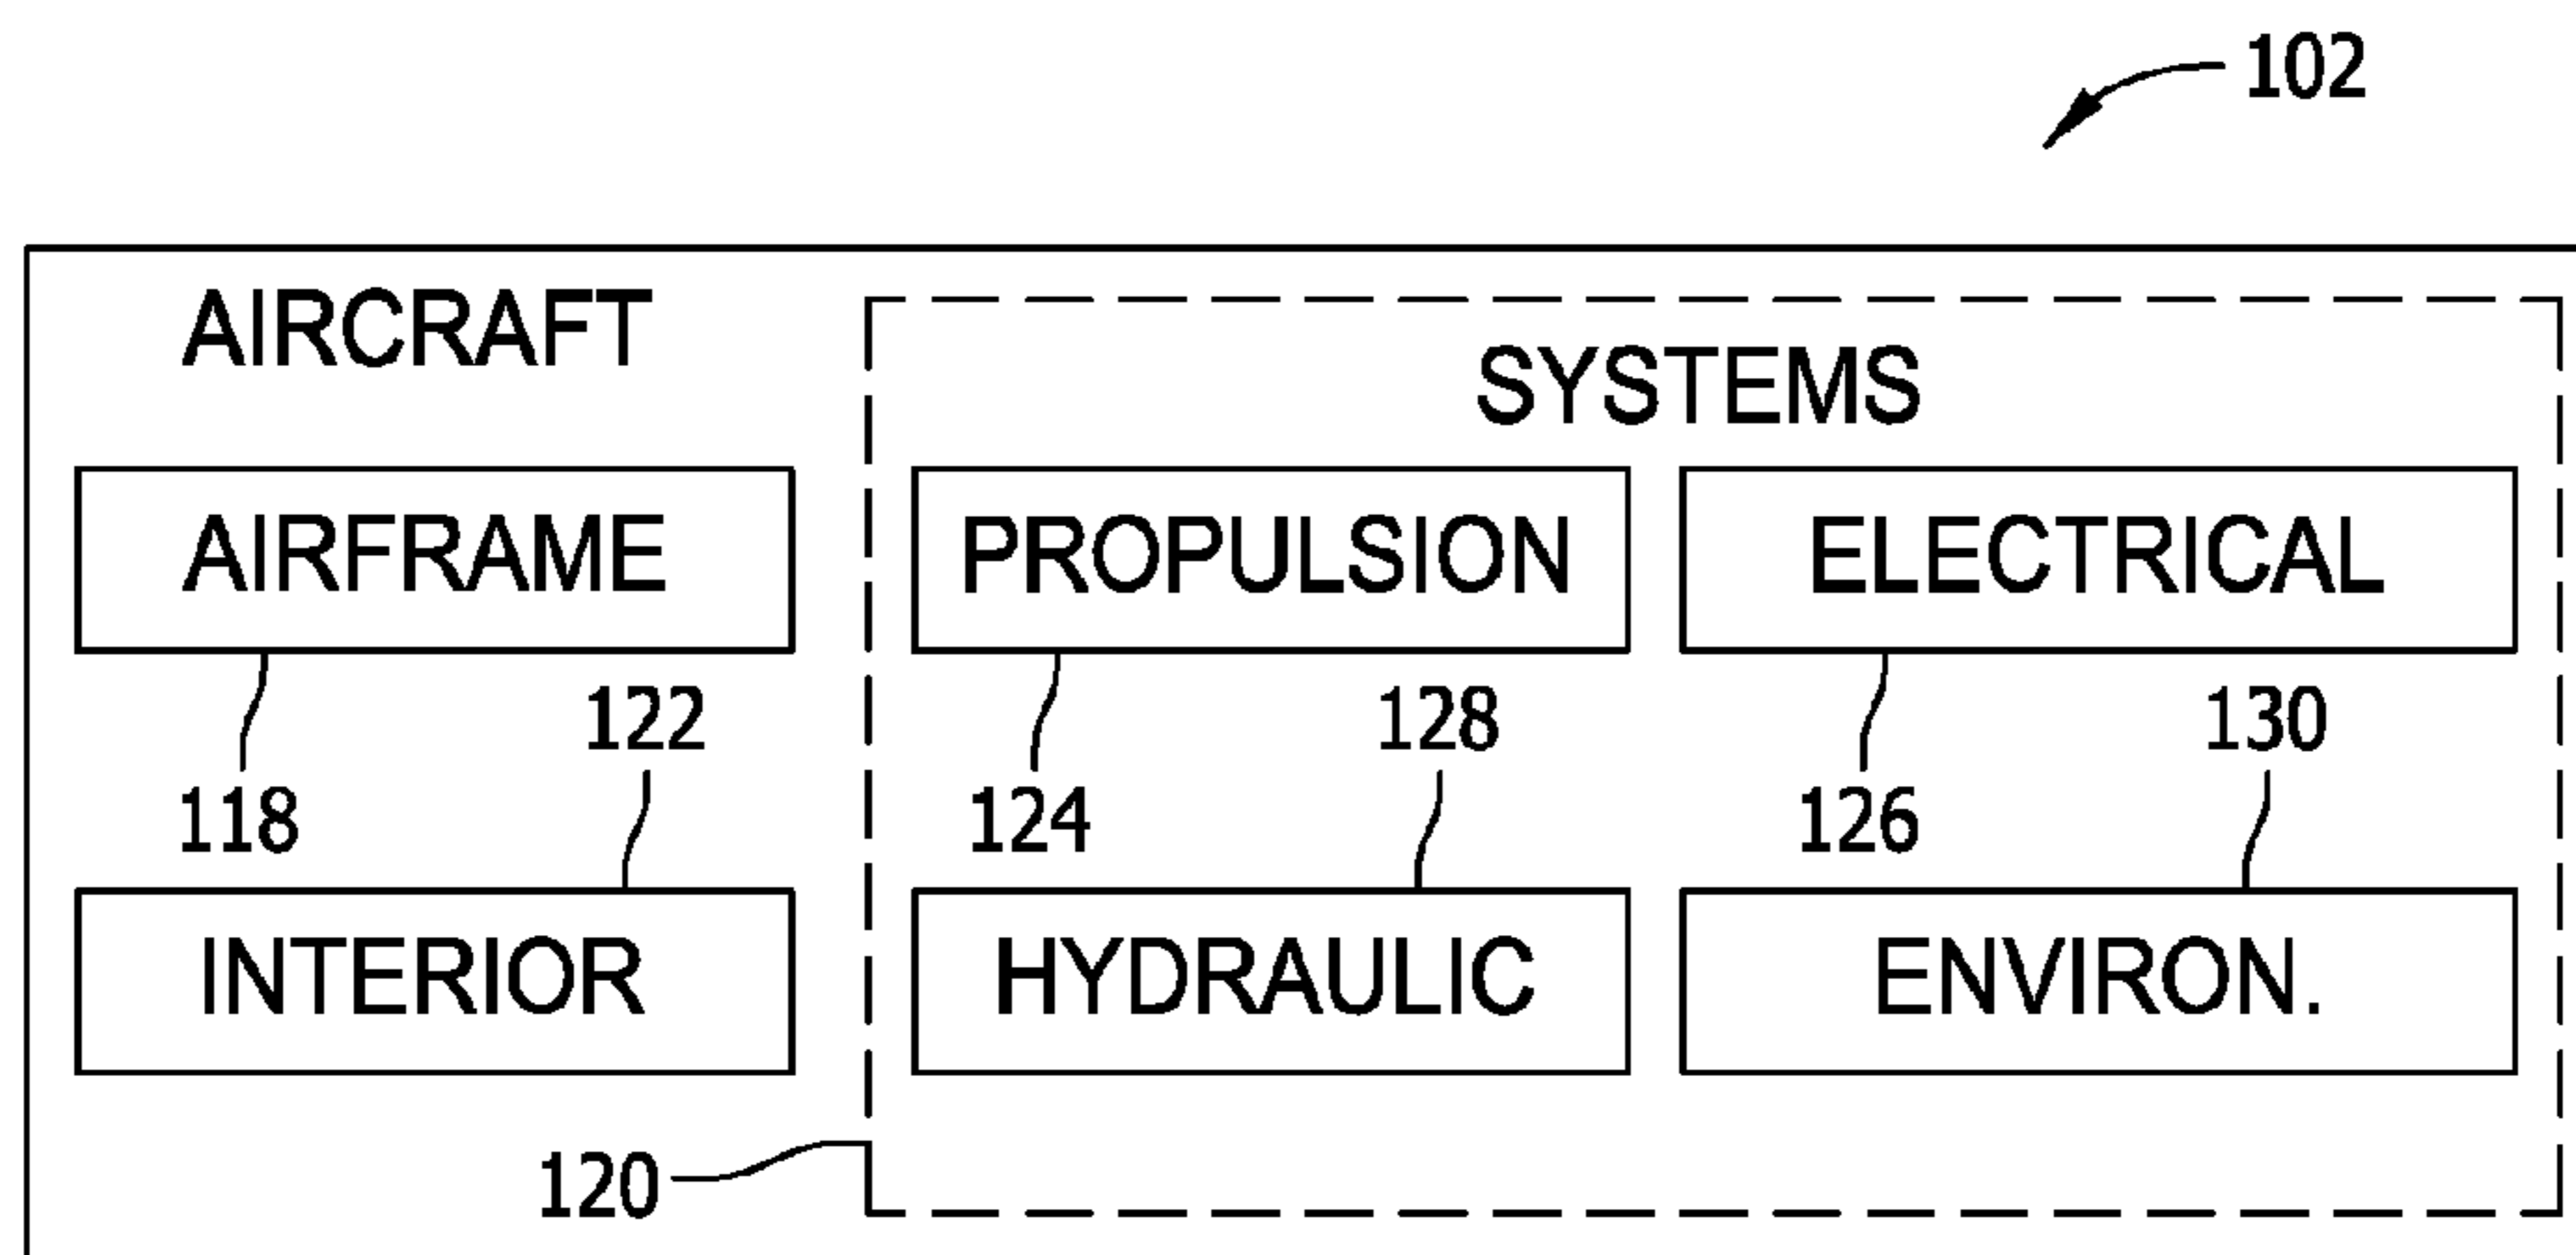 102
AIRCRAFT
SYSTEMS
AIRFRAME
PROPULSION
ELECTRICAL
122
128
130
118
124
126
INTERIOR
HYDRAULIC
ENVIRON.
120